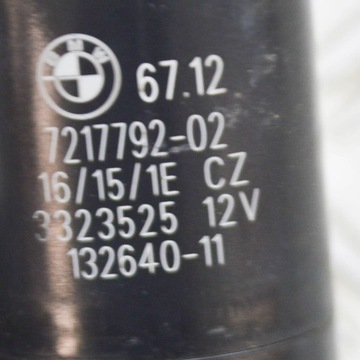 BMW
67.12
7217792-02
16/15/1E CZ
3323525 12V
132640-11